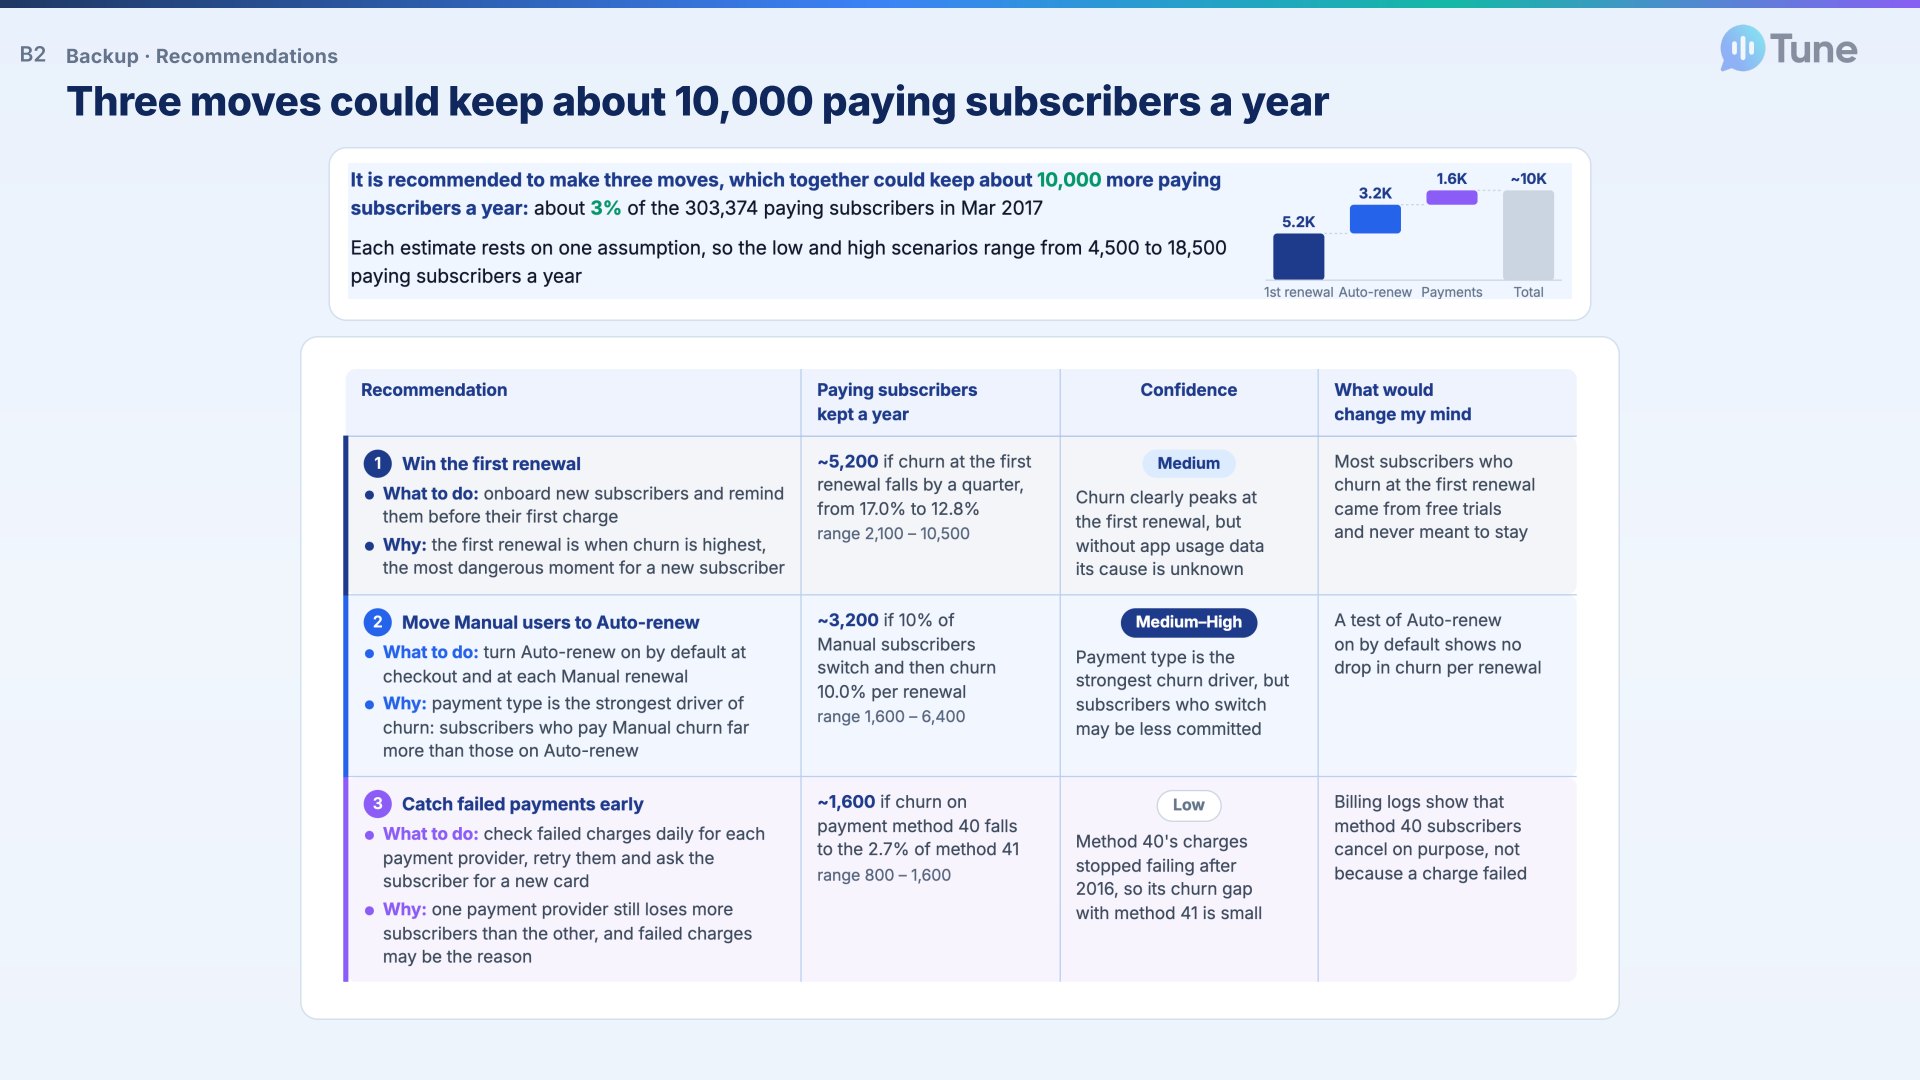 B2 Backup · Recommendations
Tune
Three moves could keep about 10,000 paying subscribers a year
It is recommended to make three moves, which together could keep about 10,000 more paying
subscribers a year: about 3% of the 303,374 paying subscribers in Mar 2017
Each estimate rests on one assumption, so the low and high scenarios range from 4,500 to 18,500
paying subscribers a year
5.2K
3.2K
1.6K
~10K
1st renewal
Auto-renew
Payments
Total
Recommendation
Paying subscribers
kept a year
Confidence
What would
change my mind
1 Win the first renewal
What to do: onboard new subscribers and remind
them before their first charge
Why: the first renewal is when churn is highest,
the most dangerous moment for a new subscriber
~5,200 if churn at the first
renewal falls by a quarter,
from 17.0% to 12.8%
range 2,100 – 10,500
Medium
Churn clearly peaks at
the first renewal, but
without app usage data
its cause is unknown
Most subscribers who
churn at the first renewal
came from free trials
and never meant to stay
2 Move Manual users to Auto-renew
What to do: turn Auto-renew on by default at
checkout and at each Manual renewal
Why: payment type is the strongest driver of
churn: subscribers who pay Manual churn far
more than those on Auto-renew
~3,200 if 10% of
Manual subscribers
switch and then churn
10.0% per renewal
range 1,600 – 6,400
Medium–High
Payment type is the
strongest churn driver, but
subscribers who switch
may be less committed
A test of Auto-renew
on by default shows no
drop in churn per renewal
3 Catch failed payments early
What to do: check failed charges daily for each
payment provider, retry them and ask the
subscriber for a new card
Why: one payment provider still loses more
subscribers than the other, and failed charges
may be the reason
~1,600 if churn on
payment method 40 falls
to the 2.7% of method 41
range 800 – 1,600
Low
Method 40's charges
stopped failing after
2016, so its churn gap
with method 41 is small
Billing logs show that
method 40 subscribers
cancel on purpose, not
because a charge failed